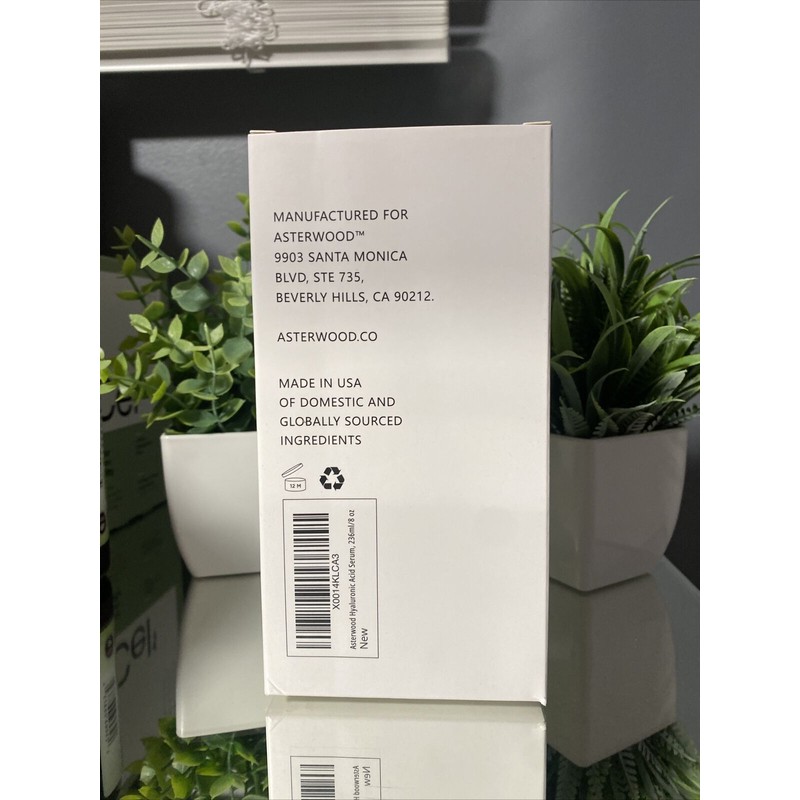 MANUFACTURED FOR
ASTERWOOD™
9903 SANTA MONICA
BLVD, STE 735,
BEVERLY HILLS, CA 90212.
ASTERWOOD.CO
MADE IN USA
OF DOMESTIC AND
GLOBALLY SOURCED
INGREDIENTS
12 M
X0014KLCA3
Asterwood Hyaluronic Acid Serum, 236ml/8 oz
New